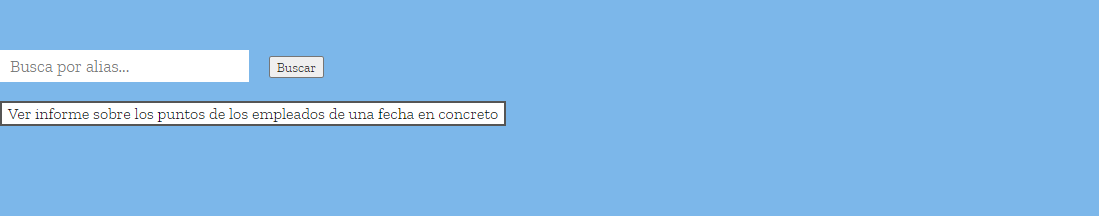 Busca por alias...
Buscar
Ver informe sobre los puntos de los empleados de una fecha en concreto